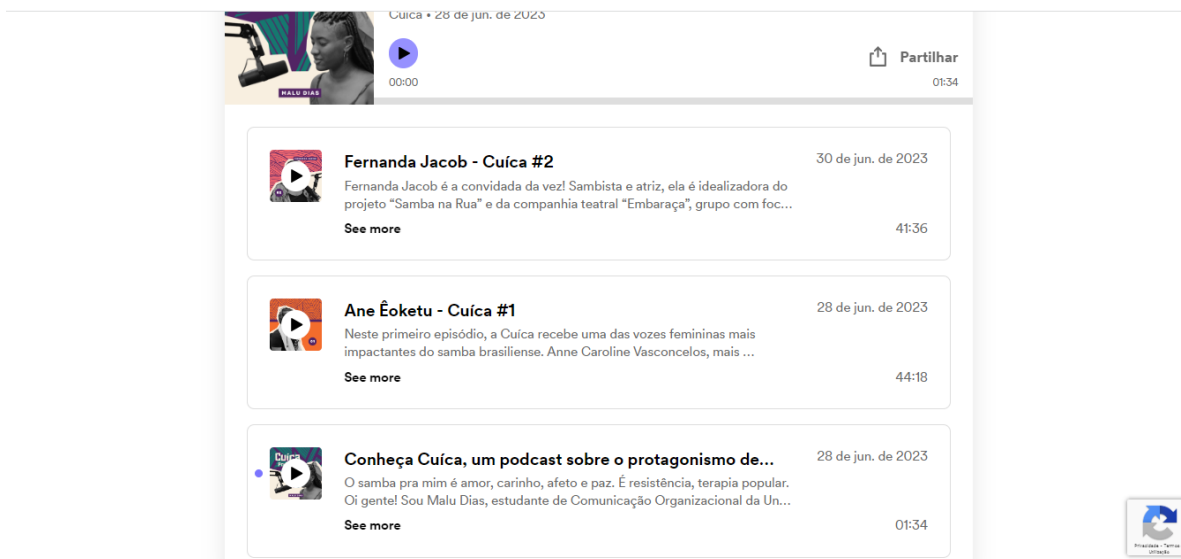 Cuíca • 28 de jun. de 2023
Partilhar
00:00
01:34
MALU DIAS
Fernanda Jacob - Cuíca #2
30 de jun. de 2023
Fernanda Jacob é a convidada da vez! Sambista e atriz, ela é idealizadora do
projeto “Samba na Rua” e da companhia teatral “Embaraça”, grupo com foc...
See more
41:36
Ane Êoketu - Cuíca #1
28 de jun. de 2023
Neste primeiro episódio, a Cuíca recebe uma das vozes femininas mais
impactantes do samba brasiliense. Anne Caroline Vasconcelos, mais ...
See more
44:18
Cuíca
Conheça Cuíca, um podcast sobre o protagonismo de...
28 de jun. de 2023
O samba pra mim é amor, carinho, afeto e paz. É resistência, terapia popular.
Oi gente! Sou Malu Dias, estudante de Comunicação Organizacional da Un...
See more
01:34
Privacidade - Termos
Utilização